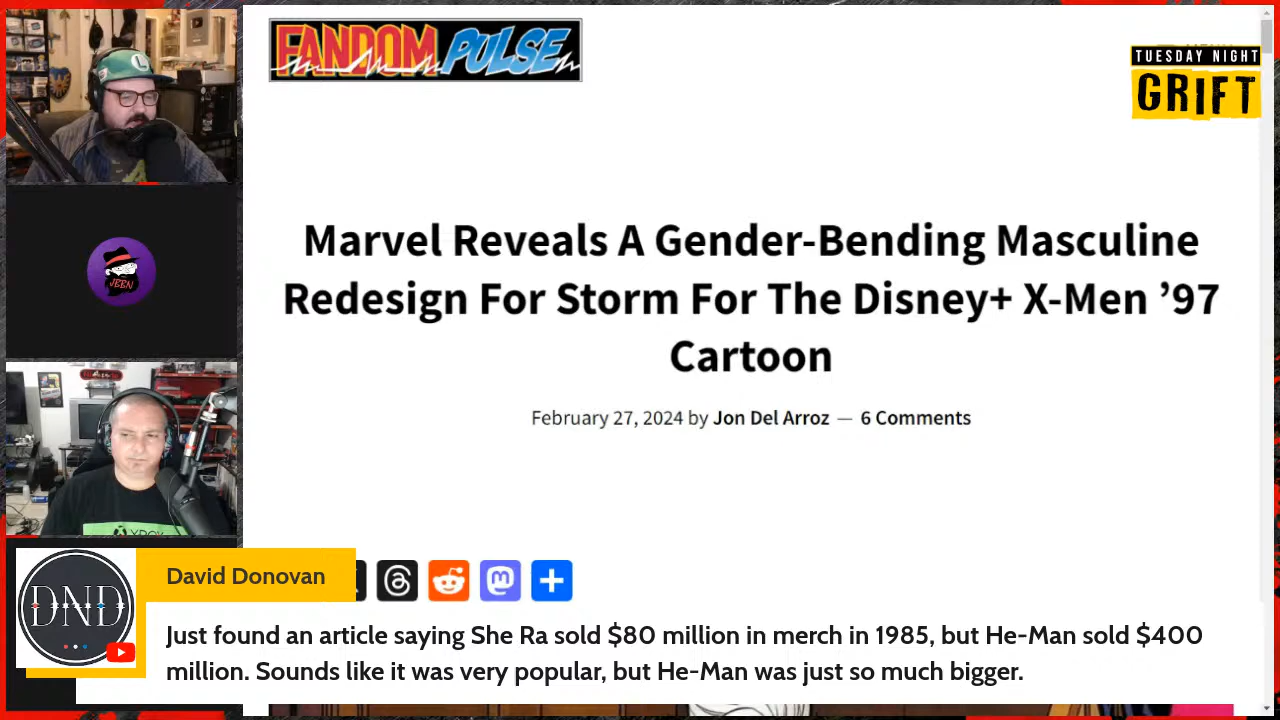 FANDOM PULSE
TUESDAY NIGHT
GRIFT
Marvel Reveals A Gender-Bending Masculine
Redesign For Storm For The Disney+ X-Men ’97
Cartoon
February 27, 2024 by Jon Del Arroz — 6 Comments
JBBN
XBOX
DND
David Donovan
Just found an article saying She Ra sold $80 million in merch in 1985, but He-Man sold $400
million. Sounds like it was very popular, but He-Man was just so much bigger.